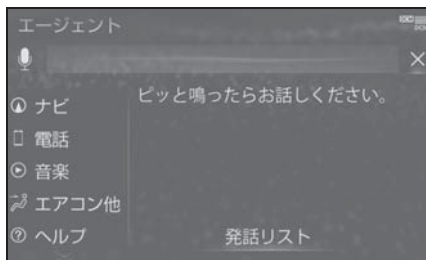 エージェント
ピッと鳴ったらお話しください。
ナビ
電話
音楽
エアコン他
ヘルプ
発話リスト